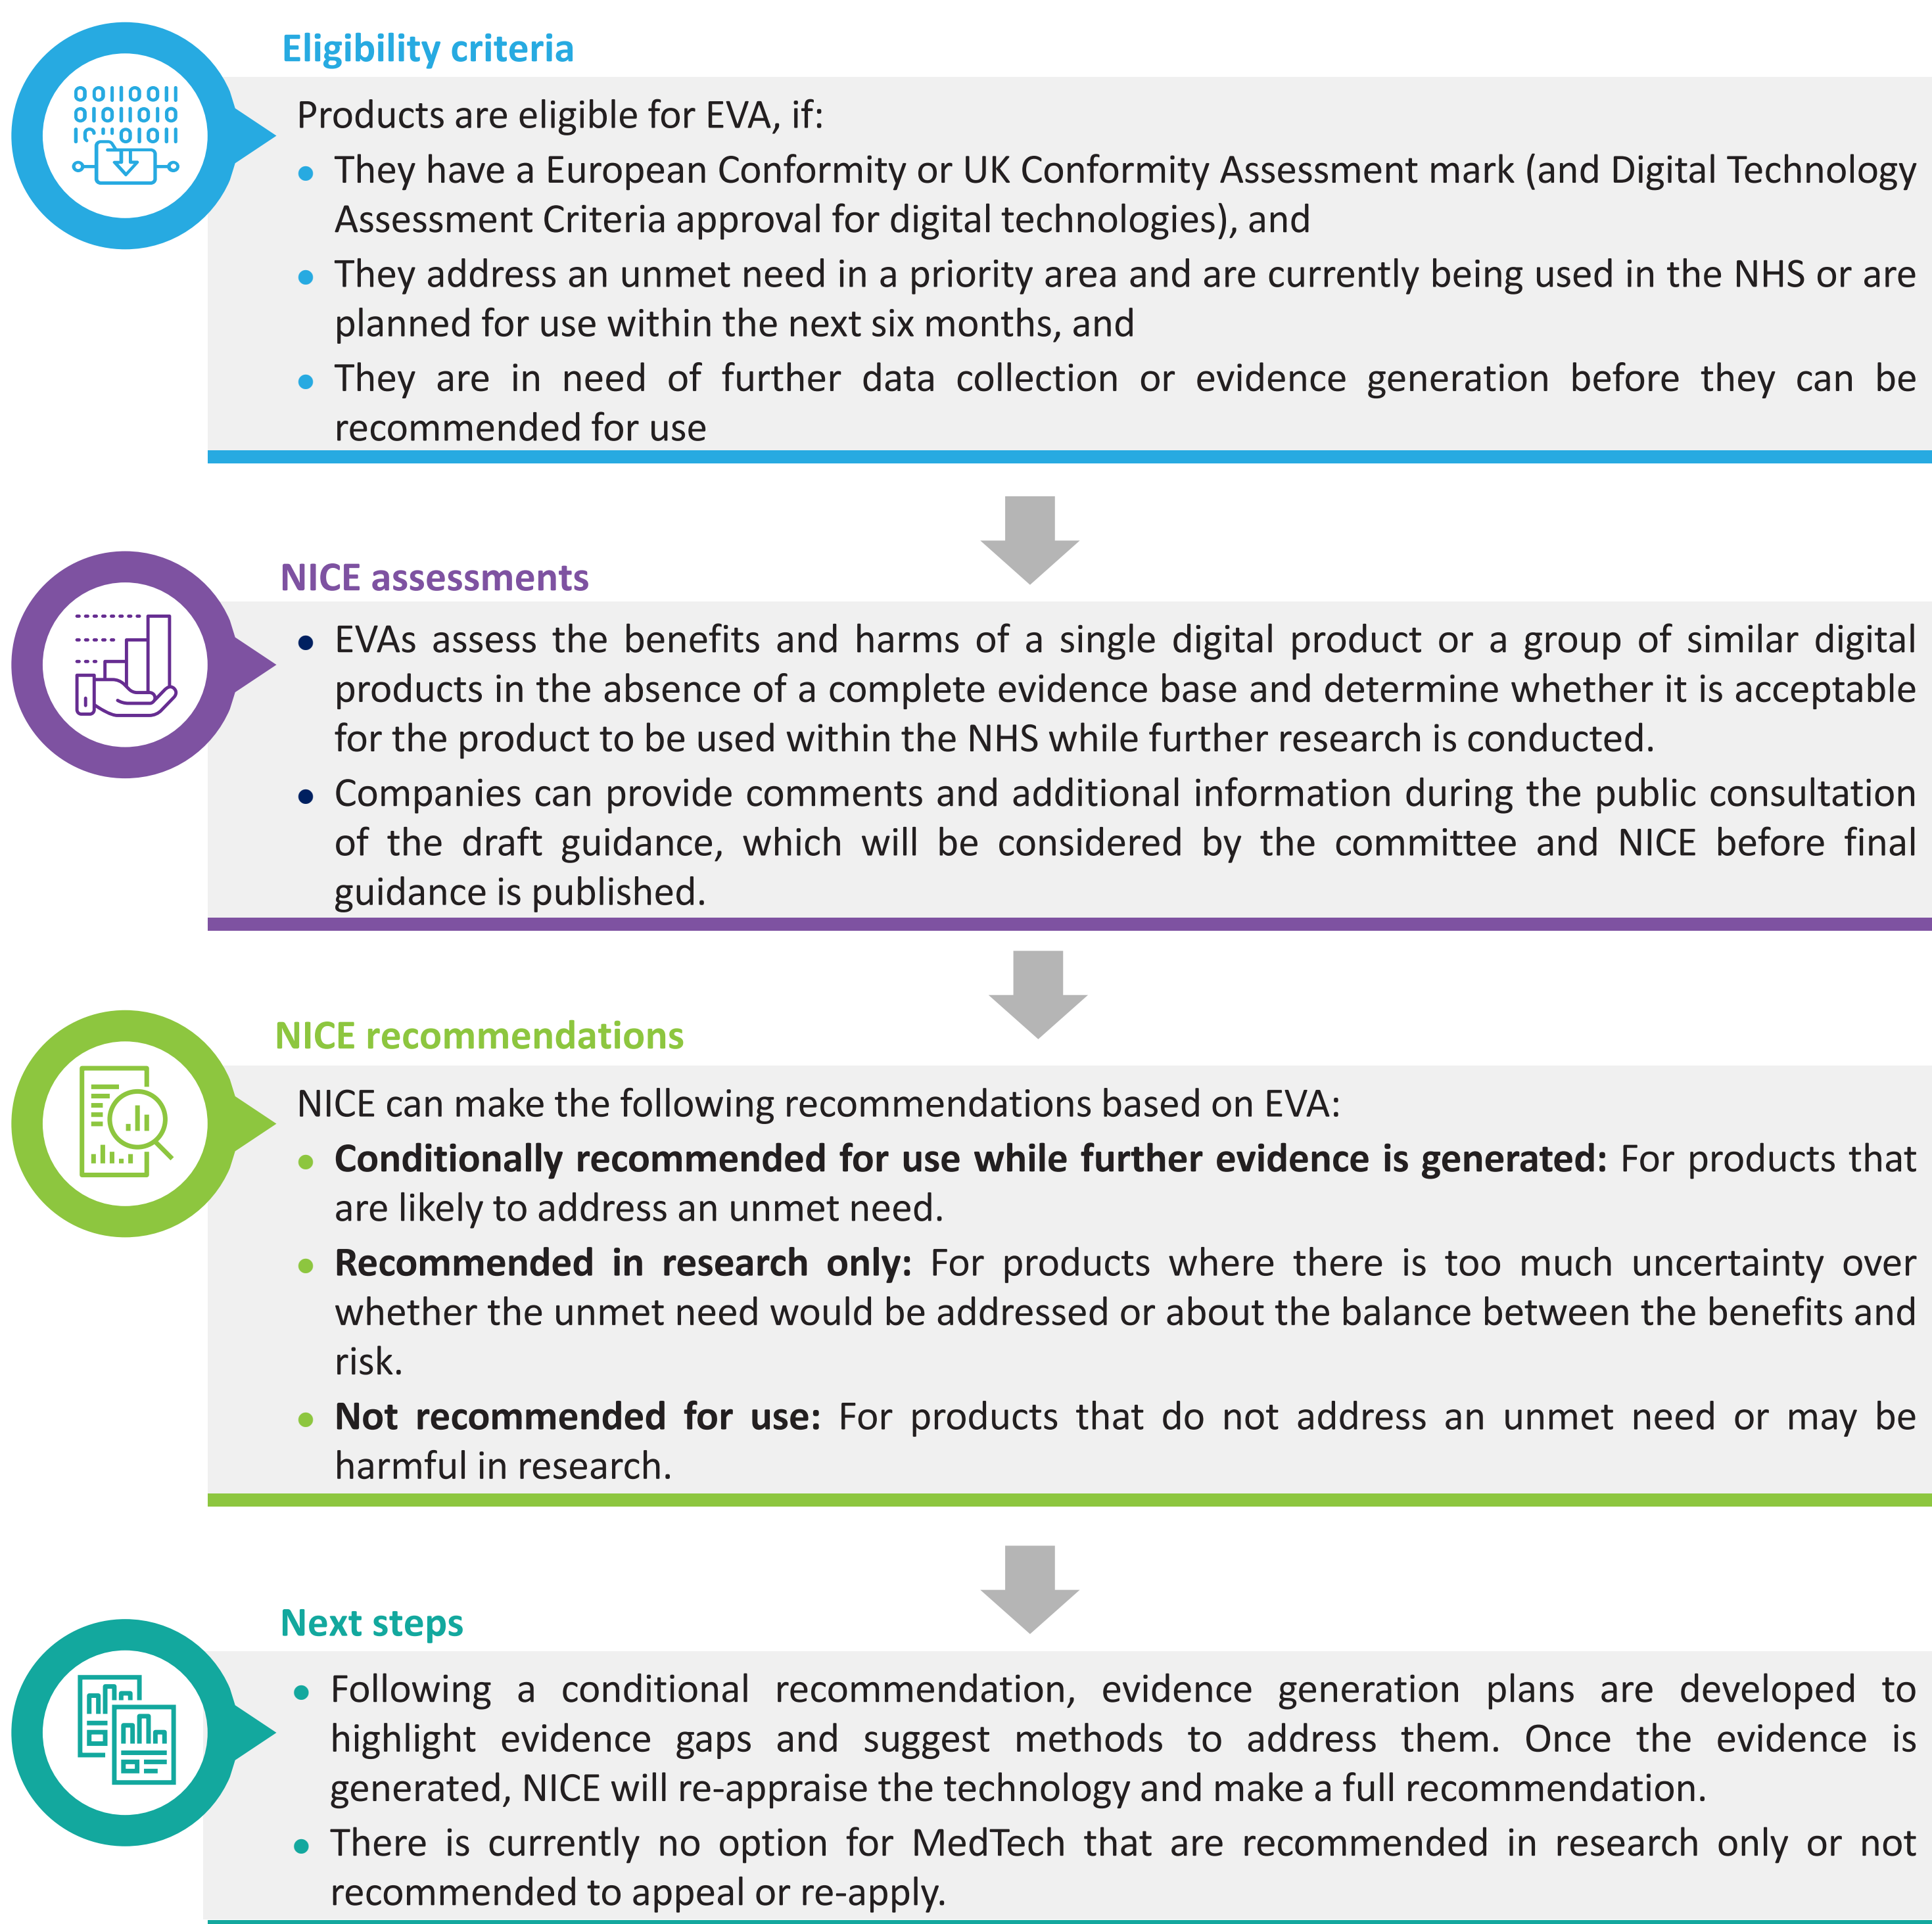 00110011
01011010
10 01011
Eligibility criteria
Products are eligible for EVA, if:
• They have a European Conformity or UK Conformity Assessment mark (and Digital Technology
Assessment Criteria approval for digital technologies), and
• They address an unmet need in a priority area and are currently being used in the NHS or are
planned for use within the next six months, and
• They are in need of further data collection or evidence generation before they can be
recommended for use
NICE assessments
• EVAs assess the benefits and harms of a single digital product or a group of similar digital
products in the absence of a complete evidence base and determine whether it is acceptable
for the product to be used within the NHS while further research is conducted.
• Companies can provide comments and additional information during the public consultation
of the draft guidance, which will be considered by the committee and NICE before final
guidance is published.
NICE recommendations
NICE can make the following recommendations based on EVA:
• Conditionally recommended for use while further evidence is generated: For products that
are likely to address an unmet need.
• Recommended in research only: For products where there is too much uncertainty over
whether the unmet need would be addressed or about the balance between the benefits and
risk.
• Not recommended for use: For products that do not address an unmet need or may be
harmful in research.
Next steps
• Following a conditional recommendation, evidence generation plans are developed to
highlight evidence gaps and suggest methods to address them. Once the evidence is
generated, NICE will re-appraise the technology and make a full recommendation.
• There is currently no option for MedTech that are recommended in research only or not
recommended to appeal or re-apply.